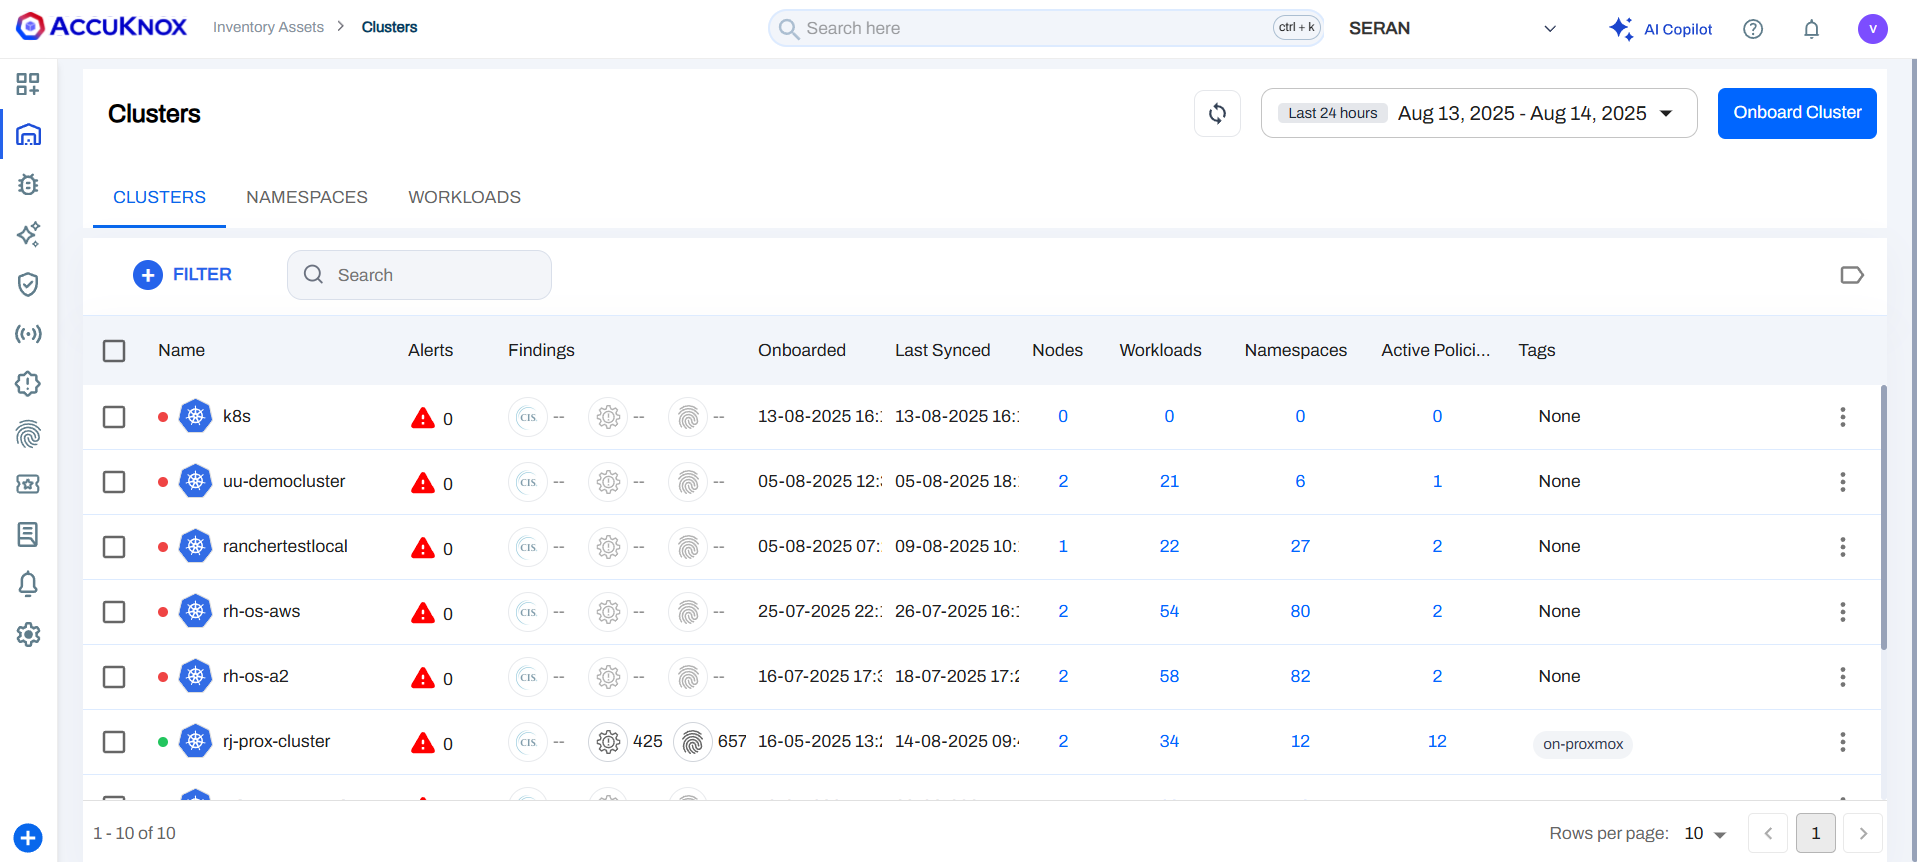 ACCUKNOX
Inventory Assets > Clusters
Search here
ctrl + k
SERAN
AI Copilot
V
Clusters
Last 24 hours
Aug 13, 2025 - Aug 14, 2025
Onboard Cluster
CLUSTERS NAMESPACES WORKLOADS
FILTER
Search
Name Alerts Findings Onboarded Last Synced Nodes Workloads Namespaces Active Polici... Tags
k8s 0 CIS. -- -- -- 13-08-2025 16: 13-08-2025 16: 0 0 0 0 None
uu-democluster 0 CIS. -- -- -- 05-08-2025 12: 05-08-2025 18: 2 21 6 1 None
ranchertestlocal 0 CIS. -- -- -- 05-08-2025 07: 09-08-2025 10: 1 22 27 2 None
rh-os-aws 0 CIS. -- -- -- 25-07-2025 22: 26-07-2025 16: 2 54 80 2 None
rh-os-a2 0 CIS. -- -- -- 16-07-2025 17: 18-07-2025 17: 2 58 82 2 None
rj-prox-cluster 0 CIS. -- 425 657 16-05-2025 13: 14-08-2025 09: 2 34 12 12 on-proxmox
1 - 10 of 10
Rows per page: 10
1